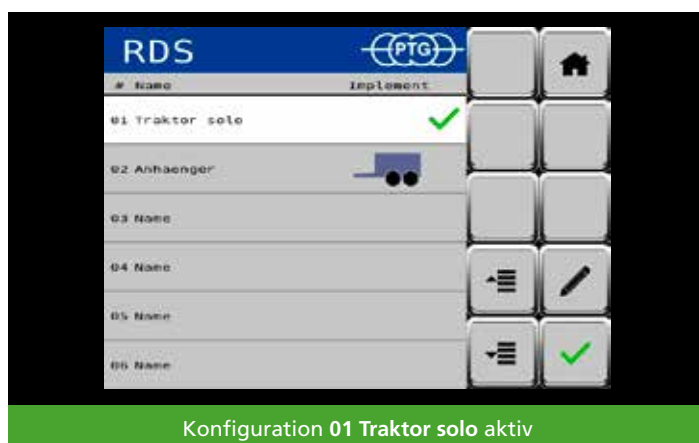 RDS PTG
# Name Implement
01 Traktor solo
02 Anhaenger
03 Name
04 Name
05 Name
06 Name
Konfiguration 01 Traktor solo aktiv